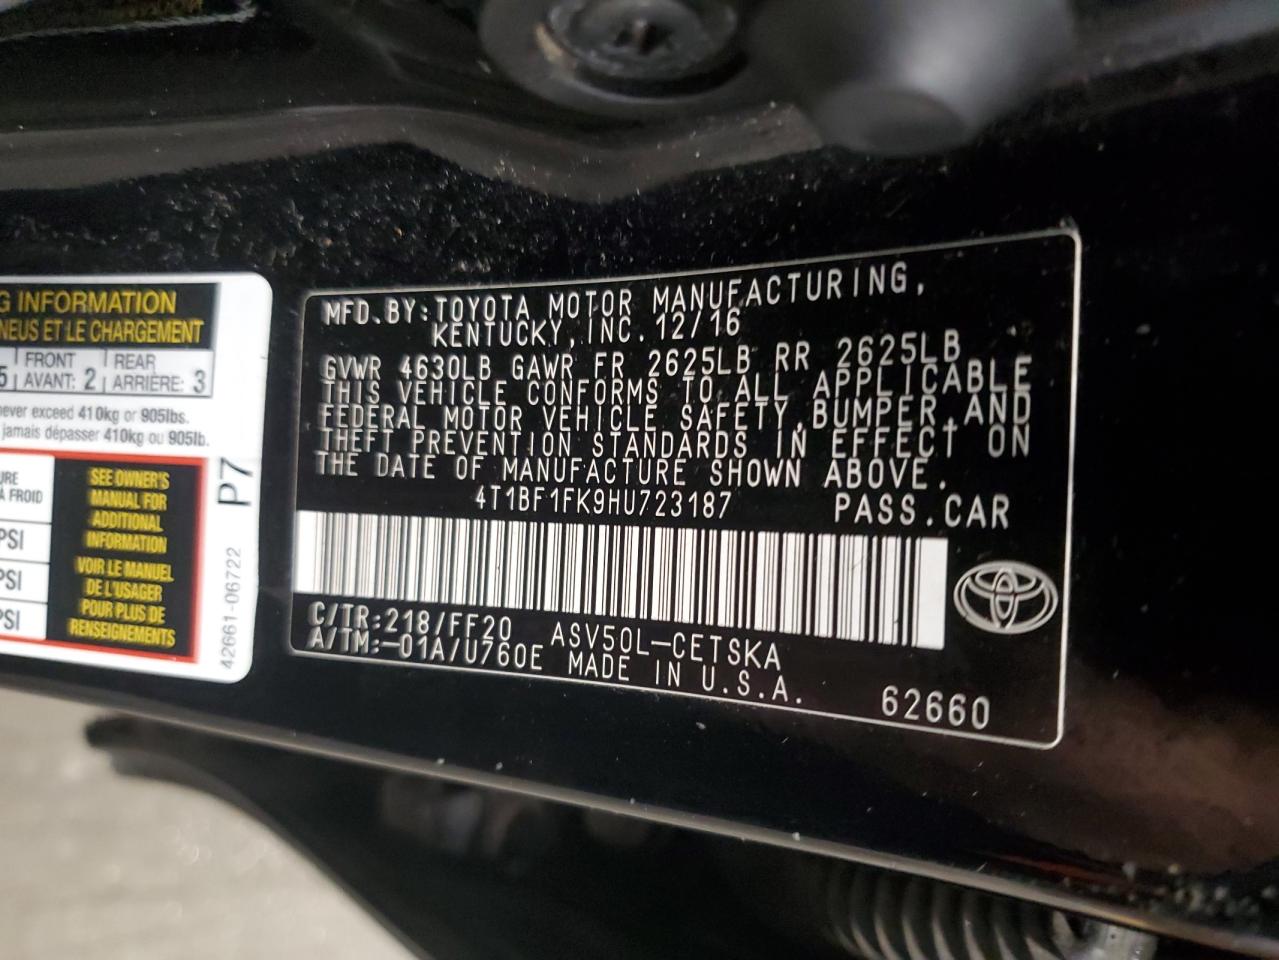 G INFORMATION
NEUS ET LE CHARGEMENT
5 FRONT REAR
AVANT: 2 ARRIÈRE: 3
never exceed 410kg or 905lbs.
jamais dépasser 410kg ou 905lb.
À FROID
PSI
PSI
PSI
SEE OWNER'S
MANUAL FOR
ADDITIONAL
INFORMATION
VOIR LE MANUEL
DE L'USAGER
POUR PLUS DE
RENSEIGNEMENTS
P7
42661-06722
MFD.BY:TOYOTA MOTOR MANUFACTURING,
KENTUCKY,INC.12/16
GVWR 4630LB GAWR FR 2625LB RR 2625LB
THIS VEHICLE CONFORMS TO ALL APPLICABLE
FEDERAL MOTOR VEHICLE SAFETY,BUMPER,AND
THEFT PREVENTION STANDARDS IN EFFECT ON
THE DATE OF MANUFACTURE SHOWN ABOVE.
4T1BF1FK9HU723187 PASS.CAR
C/TR:218/FF20 ASV50L-CETSKA
A/TM:-01A/U760E MADE IN U.S.A.
62660